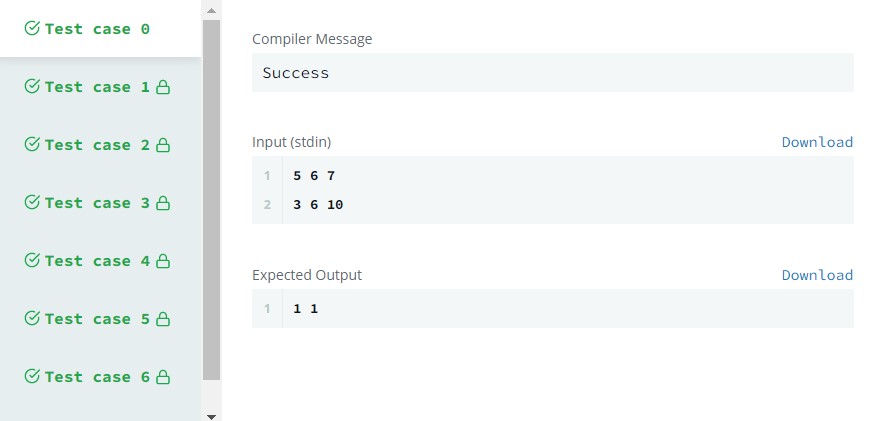 Test case 0
Test case 1
Test case 2
Test case 3
Test case 4
Test case 5
Test case 6
Compiler Message
Success
Input (stdin)
Download
1 5 6 7
2 3 6 10
Expected Output
Download
1 1 1